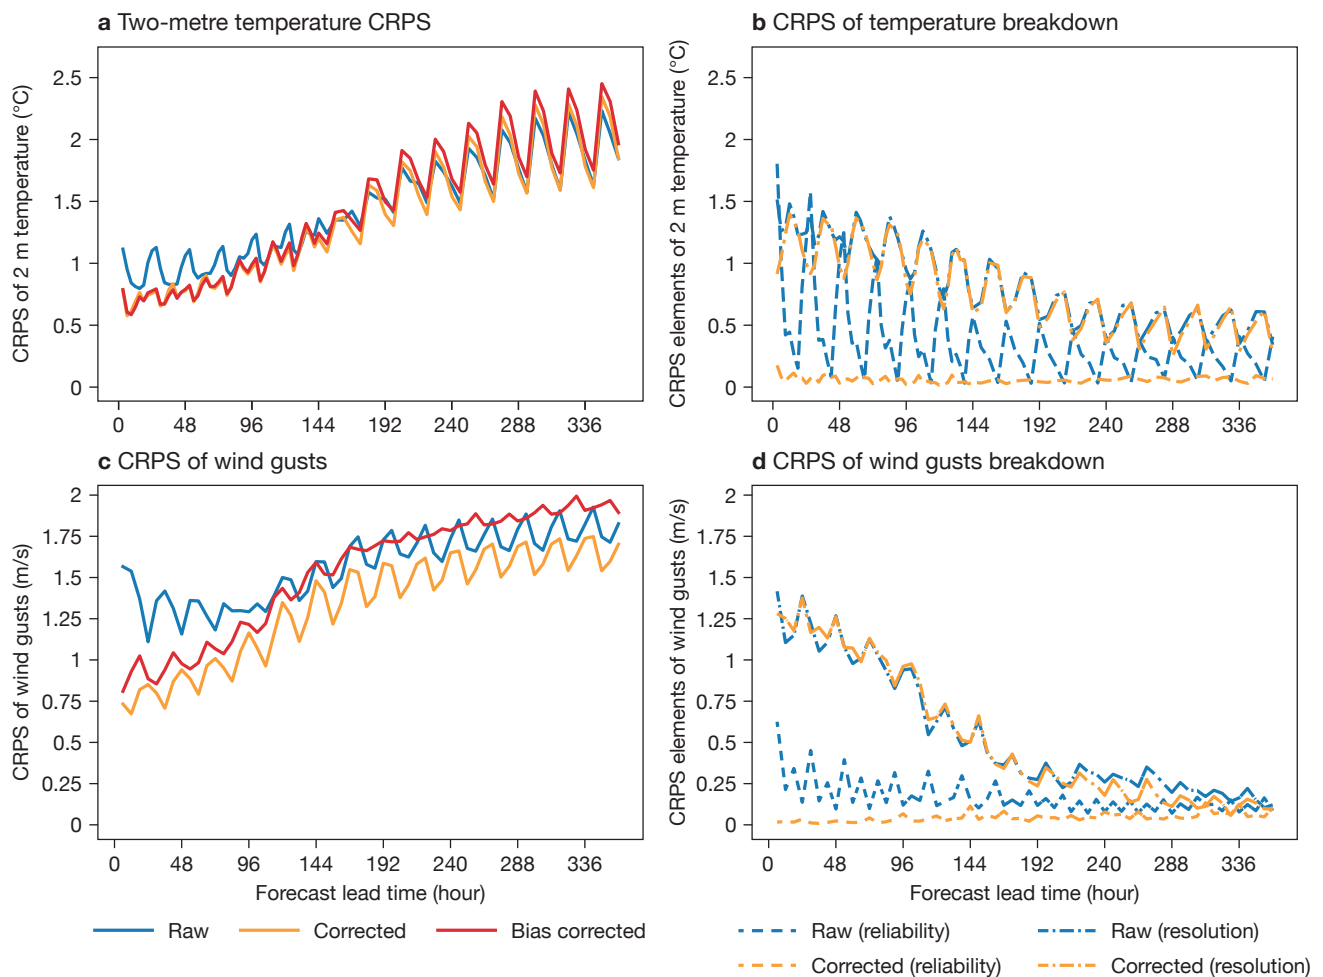 a Two-metre temperature CRPS
CRPS of 2 m temperature (°C)
2.5
2
1.5
1
0.5
0
0 48 96 144 192 240 288 336
b CRPS of temperature breakdown
CRPS elements of 2 m temperature (°C)
2.5
2
1.5
1
0.5
0
0 48 96 144 192 240 288 336
c CRPS of wind gusts
CRPS of wind gusts (m/s)
2
1.75
1.5
1.25
1
0.75
0.5
0.25
0
0 48 96 144 192 240 288 336
Forecast lead time (hour)
d CRPS of wind gusts breakdown
CRPS elements of wind gusts (m/s)
2
1.75
1.5
1.25
1
0.75
0.5
0.25
0
0 48 96 144 192 240 288 336
Forecast lead time (hour)
Raw Corrected Bias corrected
Raw (reliability) Raw (resolution)
Corrected (reliability) Corrected (resolution)